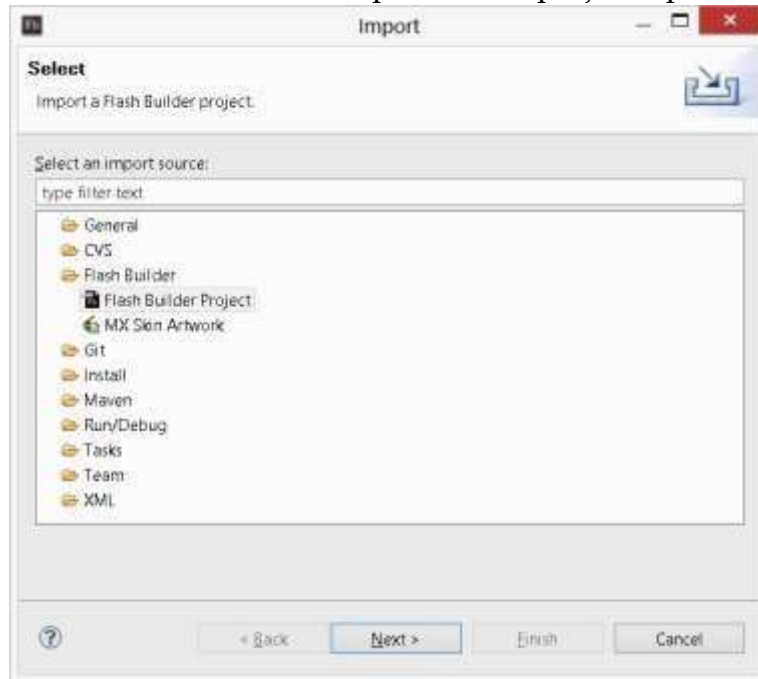 Import
Select
Import a Flash Builder project.
Select an import source:
type filter text
General
CVS
Flash Builder
Flash Builder Project
MX Skin Artwork
Git
Install
Maven
Run/Debug
Tasks
Team
XML
< Back Next > Finish Cancel